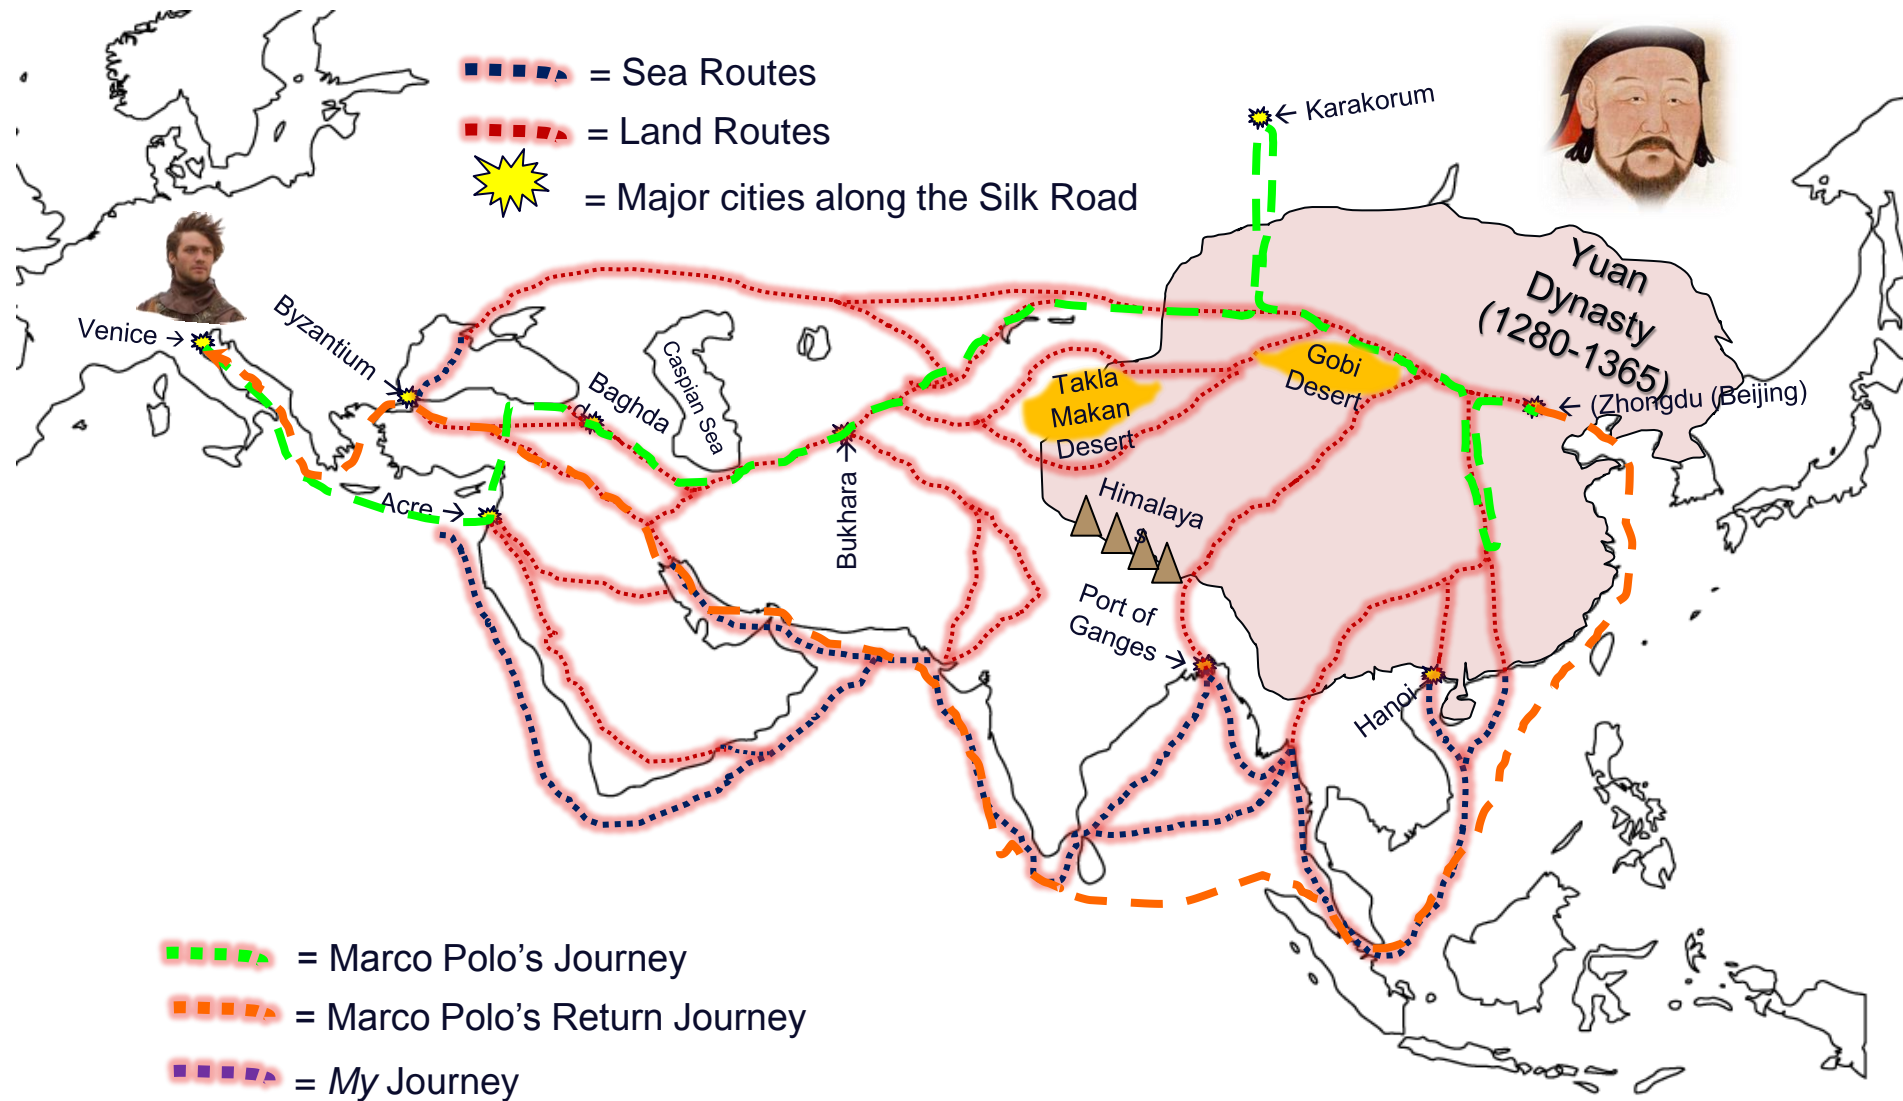 = Sea Routes
= Land Routes
= Major cities along the Silk Road
← Karakorum
Yuan
Dynasty
(1280-1365)
Venice →
Byzantium
→
Baghda
d
Caspian Sea
Takla
Makan
Desert
Gobi
Desert
← (Zhongdu (Beijing)
Acre →
Bukhara →
Himalaya
s
Port of
Ganges →
Hanoi
= Marco Polo’s Journey
= Marco Polo’s Return Journey
= My Journey